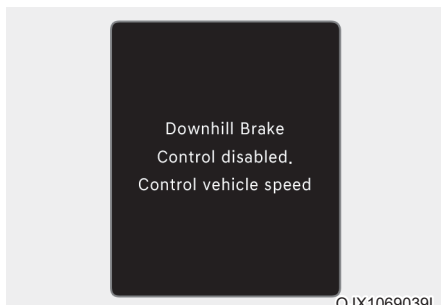 Downhill Brake
Control disabled.
Control vehicle speed
OJX1069039L